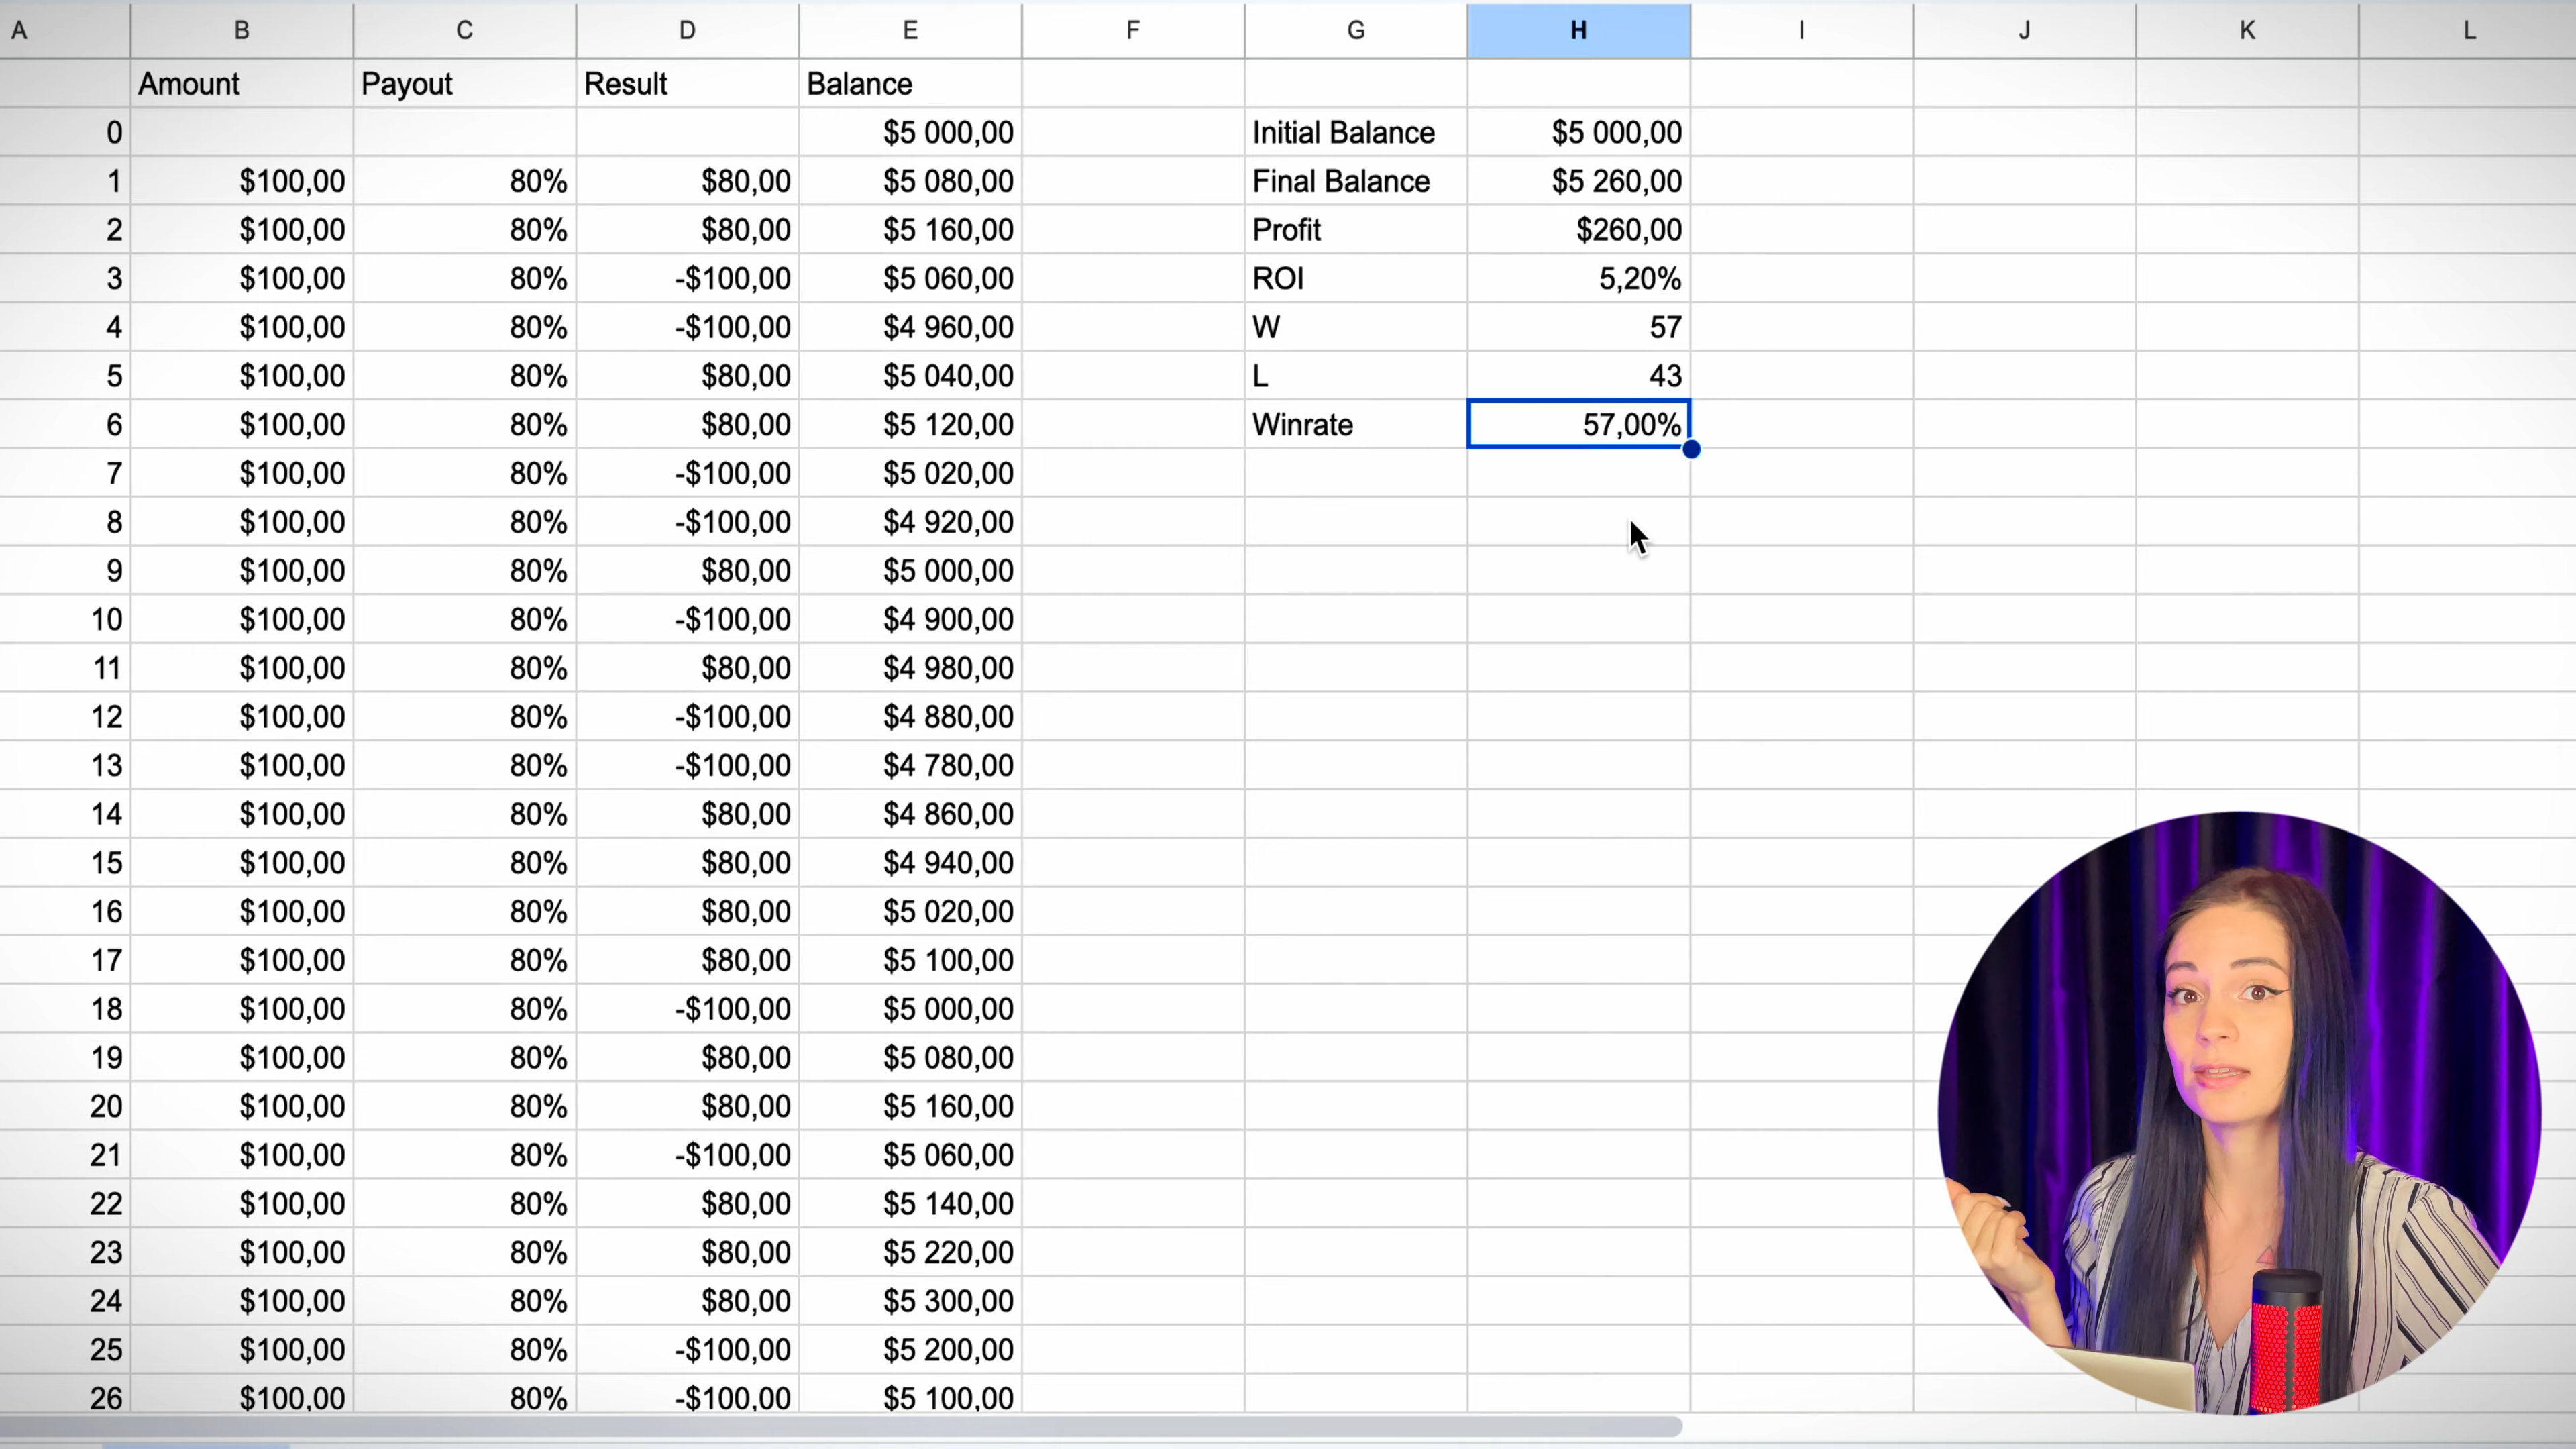 A B C D E F G H I J K L
Amount Payout Result Balance
0 $5 000,00 Initial Balance $5 000,00
1 $100,00 80% $80,00 $5 080,00 Final Balance $5 260,00
2 $100,00 80% $80,00 $5 160,00 Profit $260,00
3 $100,00 80% -$100,00 $5 060,00 ROI 5,20%
4 $100,00 80% -$100,00 $4 960,00 W 57
5 $100,00 80% $80,00 $5 040,00 L 43
6 $100,00 80% $80,00 $5 120,00 Winrate 57,00%
7 $100,00 80% -$100,00 $5 020,00
8 $100,00 80% -$100,00 $4 920,00
9 $100,00 80% $80,00 $5 000,00
10 $100,00 80% -$100,00 $4 900,00
11 $100,00 80% $80,00 $4 980,00
12 $100,00 80% -$100,00 $4 880,00
13 $100,00 80% -$100,00 $4 780,00
14 $100,00 80% $80,00 $4 860,00
15 $100,00 80% $80,00 $4 940,00
16 $100,00 80% $80,00 $5 020,00
17 $100,00 80% $80,00 $5 100,00
18 $100,00 80% -$100,00 $5 000,00
19 $100,00 80% $80,00 $5 080,00
20 $100,00 80% $80,00 $5 160,00
21 $100,00 80% -$100,00 $5 060,00
22 $100,00 80% $80,00 $5 140,00
23 $100,00 80% $80,00 $5 220,00
24 $100,00 80% $80,00 $5 300,00
25 $100,00 80% -$100,00 $5 200,00
26 $100,00 80% -$100,00 $5 100,00